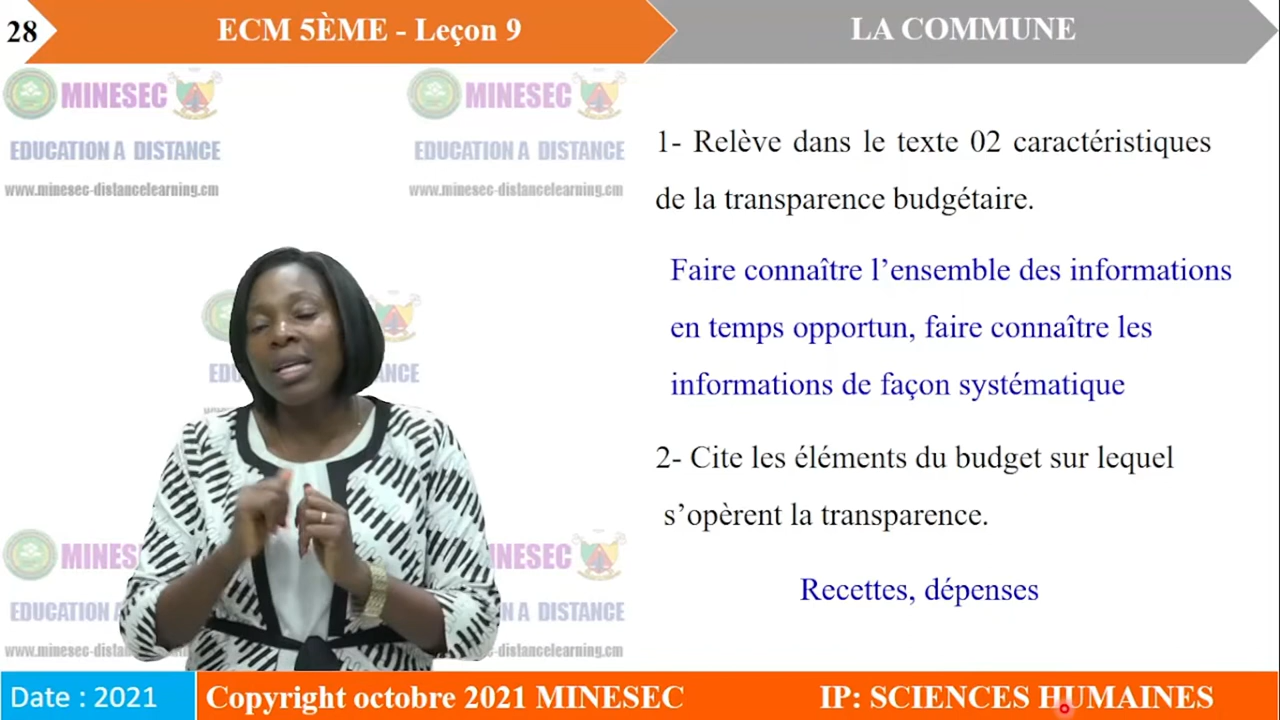 28
ECM 5ÈME - Leçon 9
LA COMMUNE
MINESEC
MINESEC
EDUCATION A DISTANCE
EDUCATION A DISTANCE
www.minesec-distancelearning.cm
www.minesec-distancelearning.cm
1- Relève dans le texte 02 caractéristiques
de la transparence budgétaire.
Faire connaître l’ensemble des informations
en temps opportun, faire connaître les
informations de façon systématique
2- Cite les éléments du budget sur lequel
s’opèrent la transparence.
Recettes, dépenses
Date : 2021
Copyright octobre 2021 MINESEC
IP: SCIENCES HUMAINES